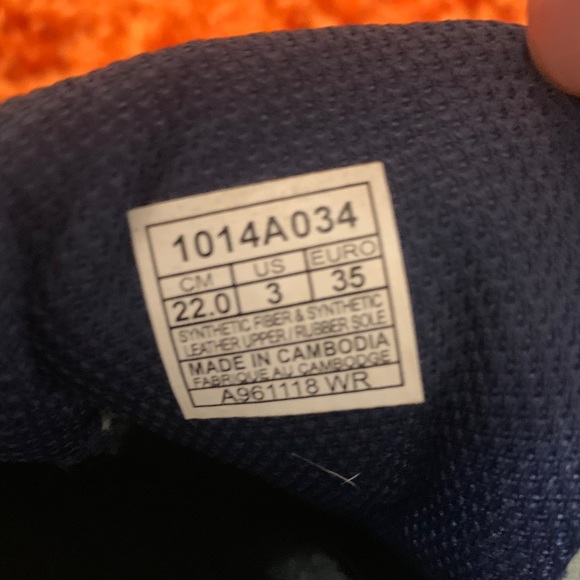 1014A034
CM US EURO
22.0 3 35
SYNTHETIC FIBER & SYNTHETIC
LEATHER UPPER / RUBBER SOLE
MADE IN CAMBODIA
FABRIQUE AU CAMBODGE
A961118 WR